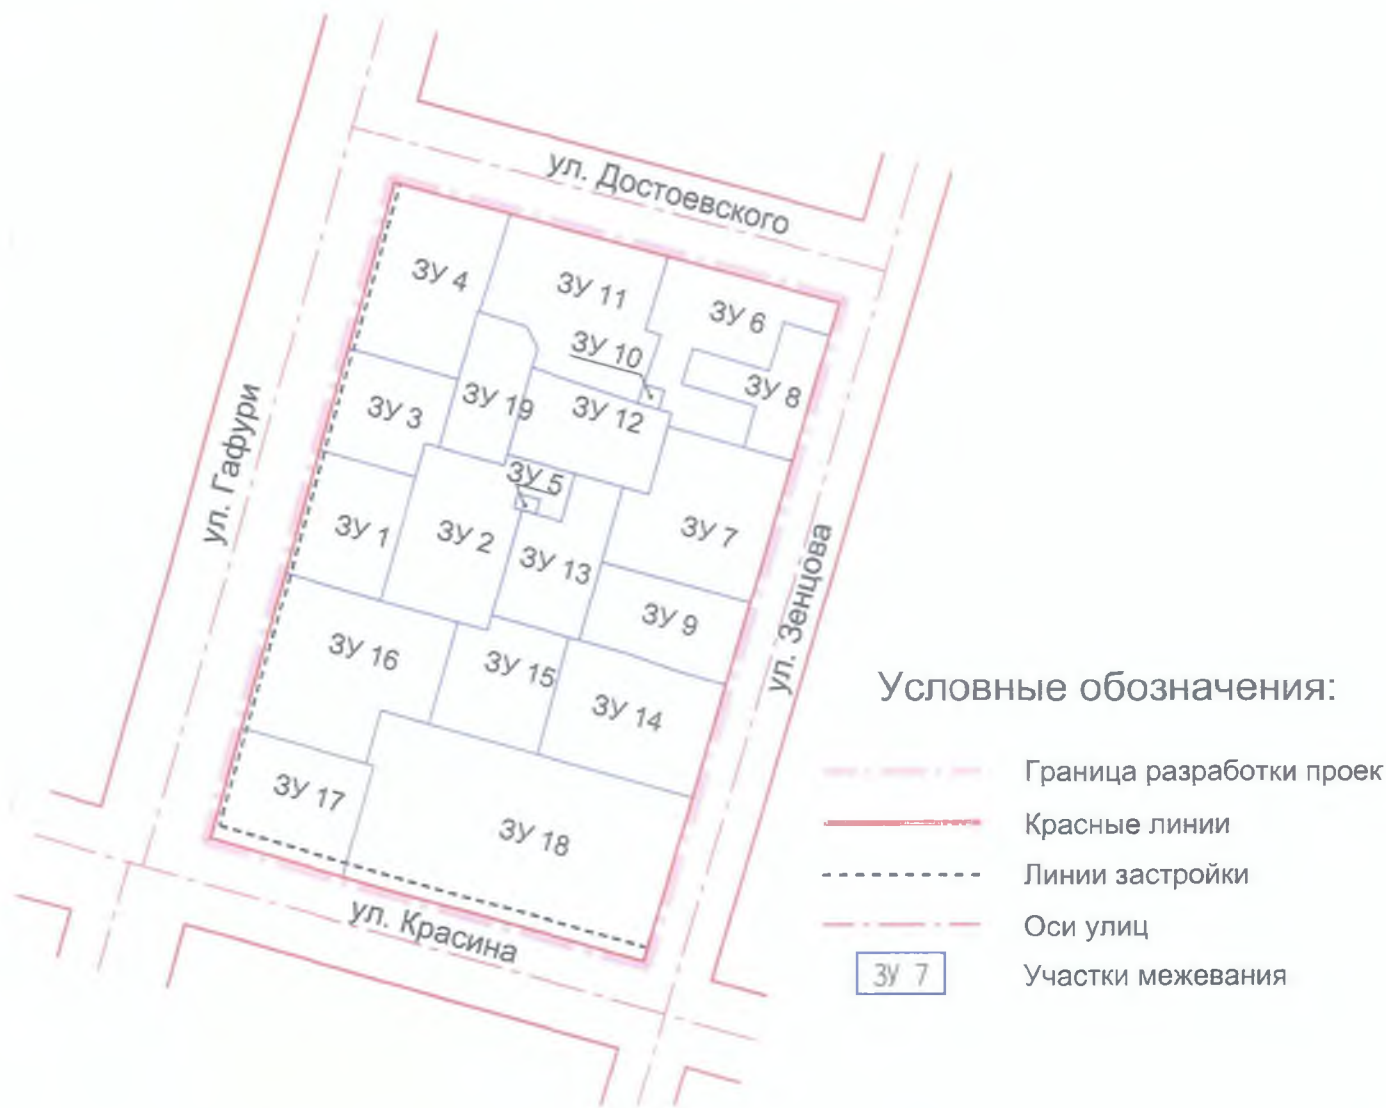 ул. Достоевского
ЗУ 4
ЗУ 11
ЗУ 6
ЗУ 10
ЗУ 8
ЗУ 3
ЗУ 19
ЗУ 12
ул. Гафури
ЗУ 5
ЗУ 1
ЗУ 2
ЗУ 7
ЗУ 13
ул. Зенцова
ЗУ 9
ЗУ 16
ЗУ 15
ЗУ 14
ЗУ 17
ЗУ 18
ул. Красина
Условные обозначения:
Граница разработки проек
Красные линии
Линии застройки
Оси улиц
ЗУ 7 Участки межевания